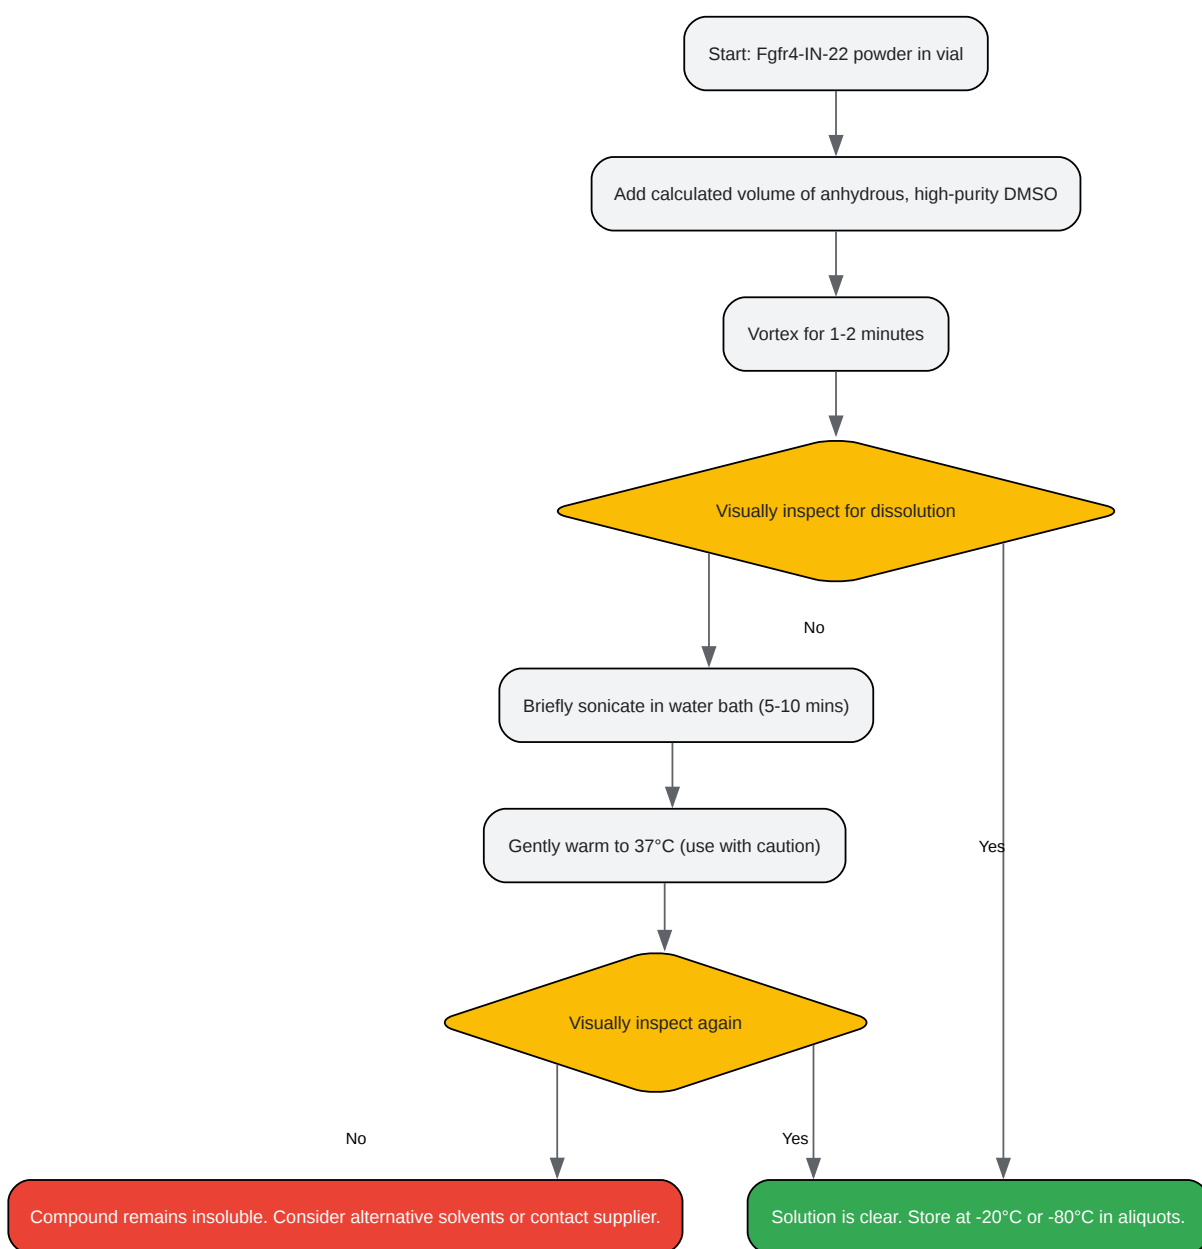 Start: Fgfr4-IN-22 powder in vial
Add calculated volume of anhydrous, high-purity DMSO
Vortex for 1-2 minutes
Visually inspect for dissolution
No
Briefly sonicate in water bath (5-10 mins)
Gently warm to 37°C (use with caution)
Yes
Visually inspect again
No
Yes
Compound remains insoluble. Consider alternative solvents or contact supplier.
Solution is clear. Store at -20°C or -80°C in aliquots.